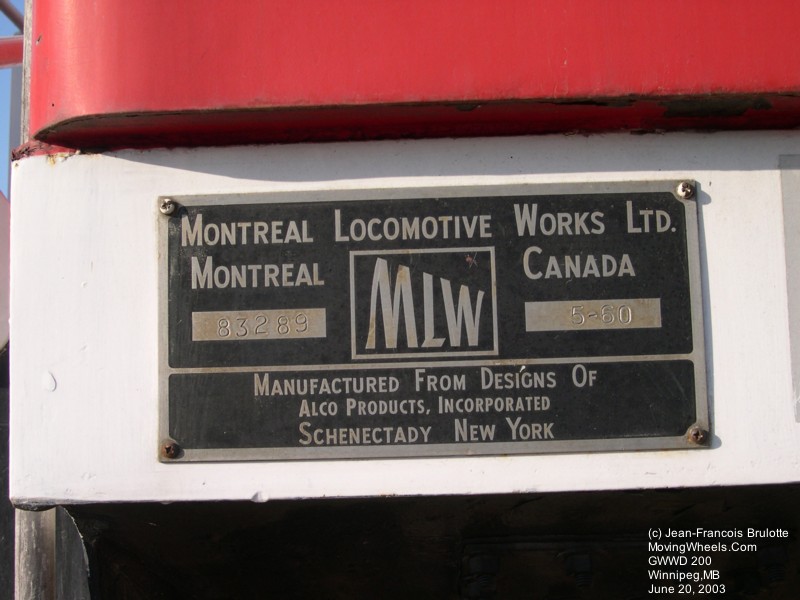 Montreal Locomotive Works Ltd.
Montreal MLW Canada
83289 5-60
Manufactured From Designs Of
Alco Products, Incorporated
Schenectady New York
(c) Jean-Francois Brulotte
MovingWheels.Com
GWWD 200
Winnipeg,MB
June 20, 2003